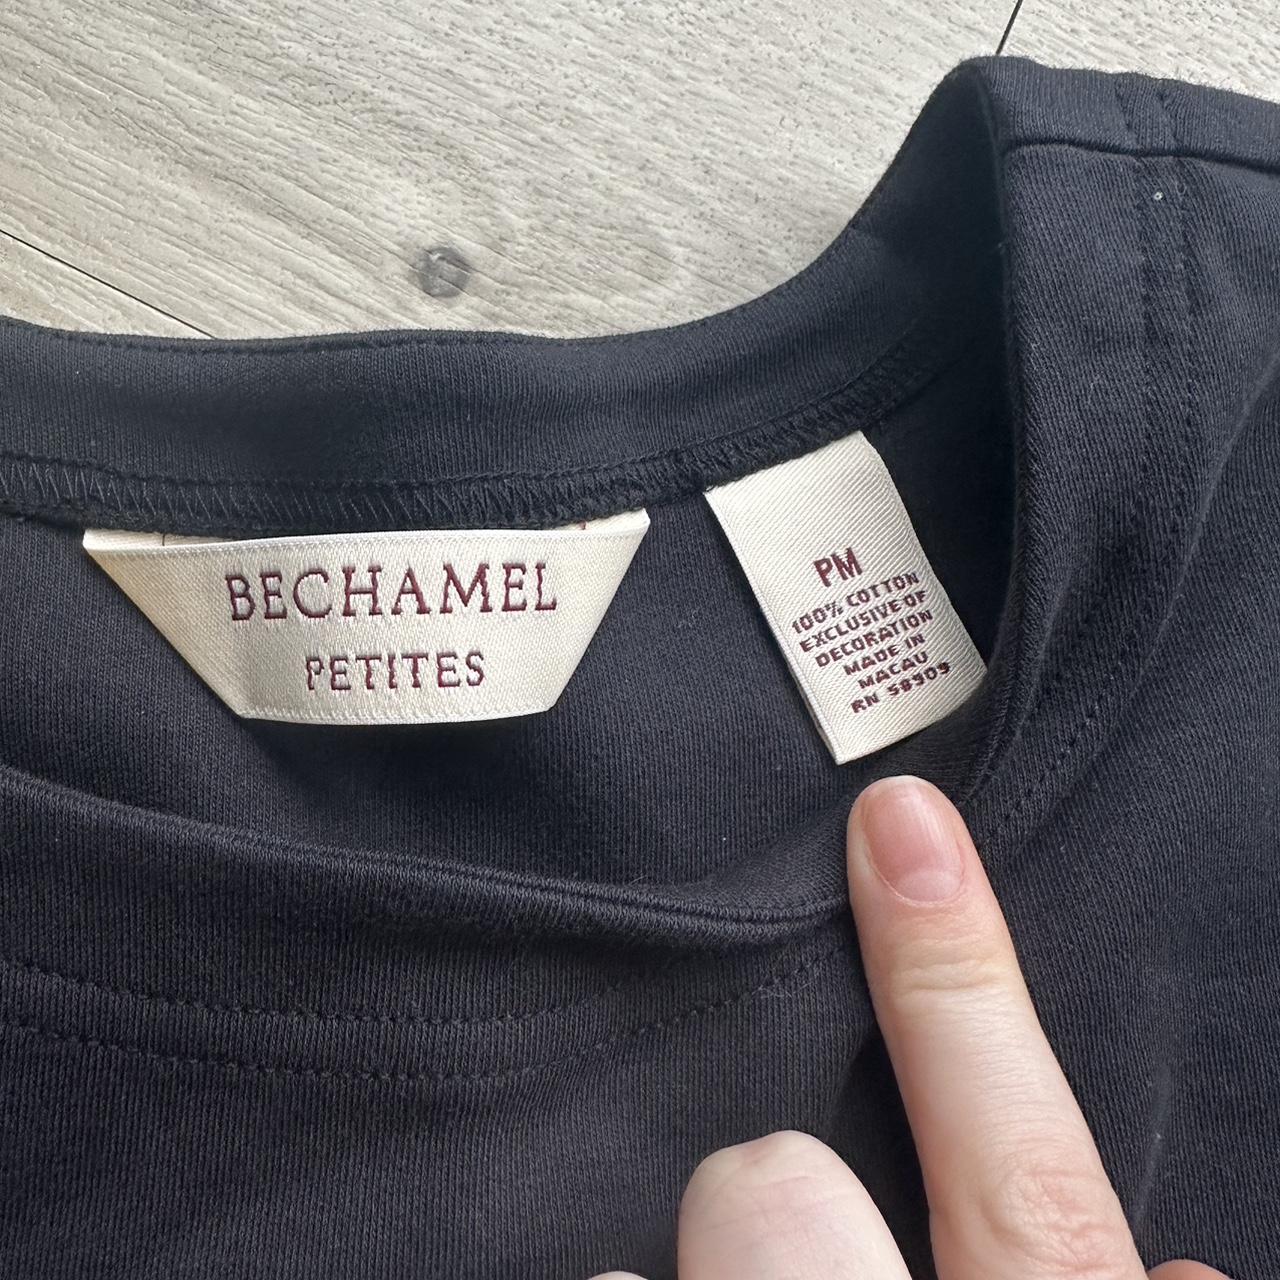 BECHAMEL
PETITES
PM
100% COTTON
EXCLUSIVE OF
DECORATION
MADE IN
MACAU
RN 58909